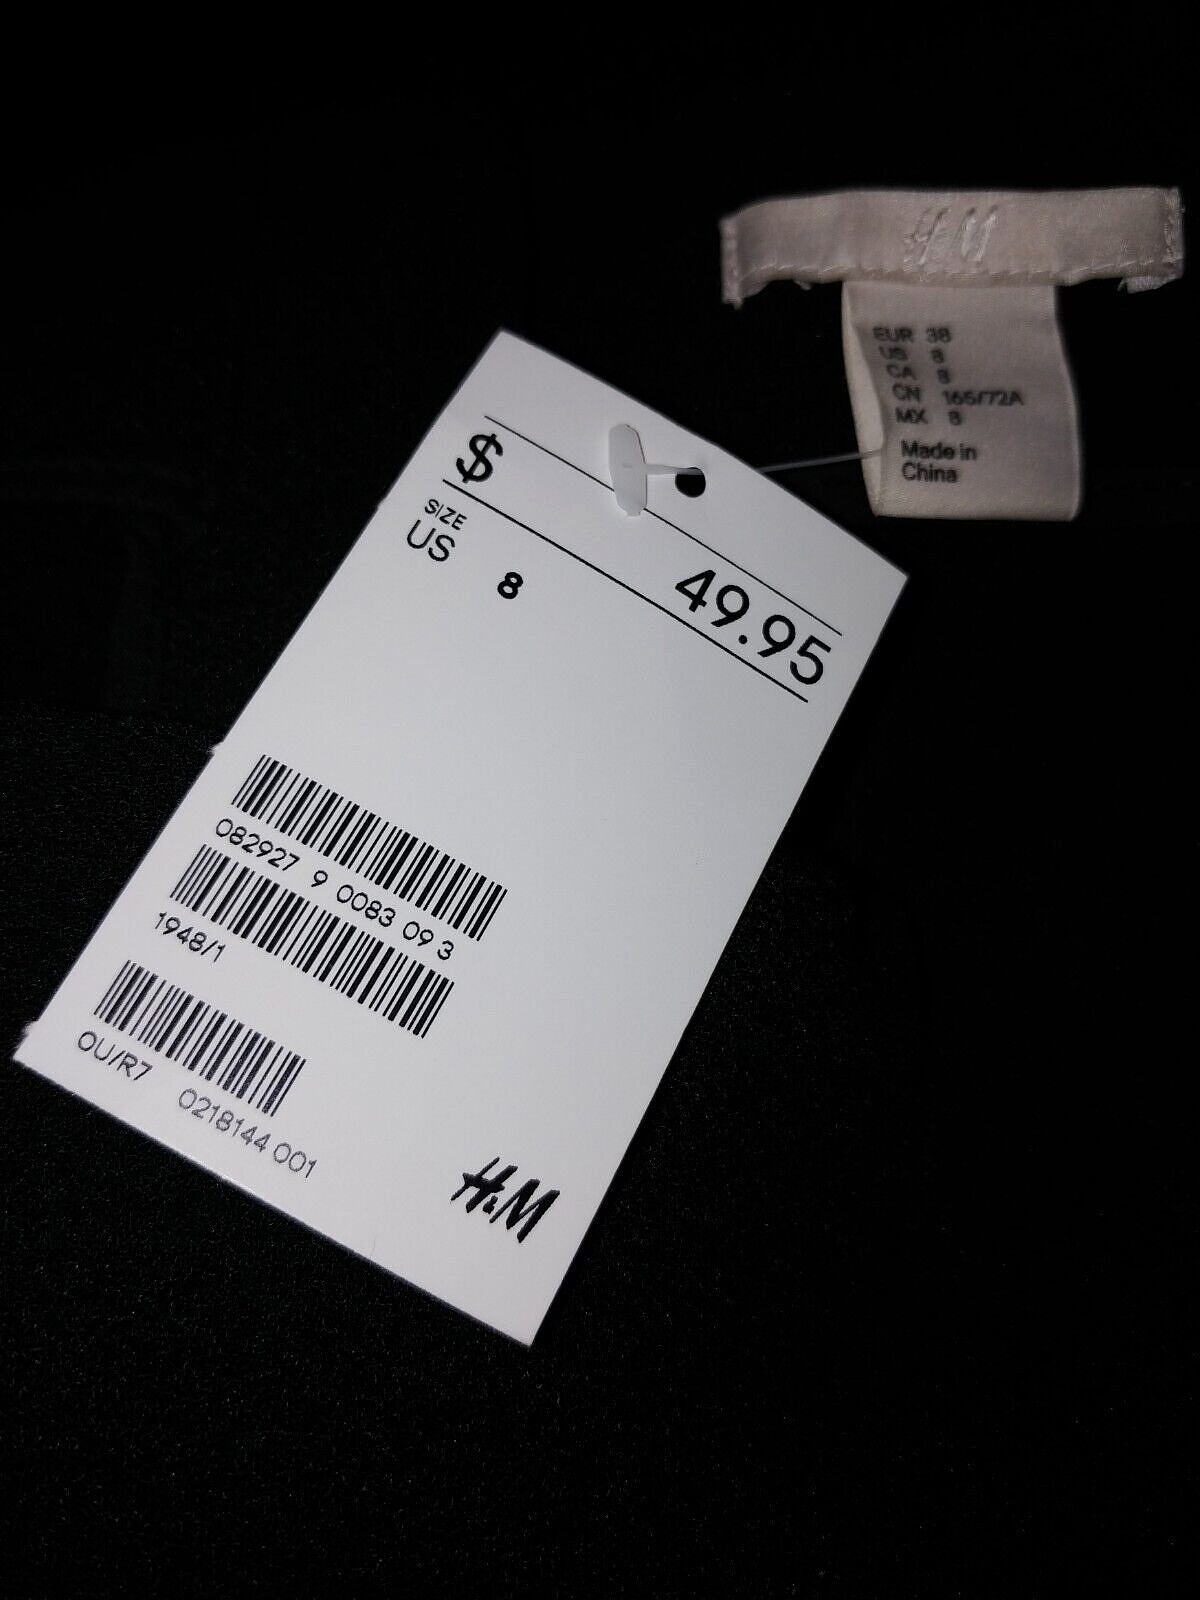 H&M
EUR 38
US 8
CA 8
CN 165/72A
MX 8
Made in
China
$ 49.95
SIZE
US 8
082927 9 0083 09 3
1948/1
OU/R7 0218144 001
H&M